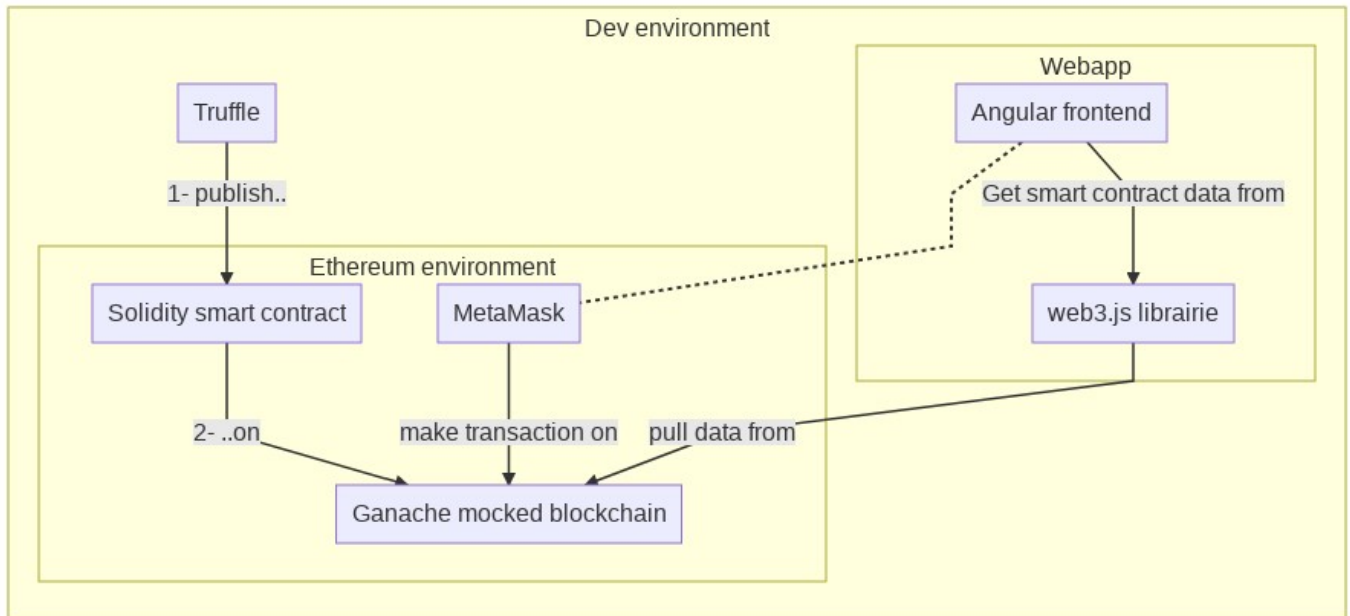 Dev environment
Webapp
Truffle
Angular frontend
1- publish..
Get smart contract data from
Ethereum environment
Solidity smart contract
MetaMask
web3.js librairie
2- ..on
make transaction on
pull data from
Ganache mocked blockchain